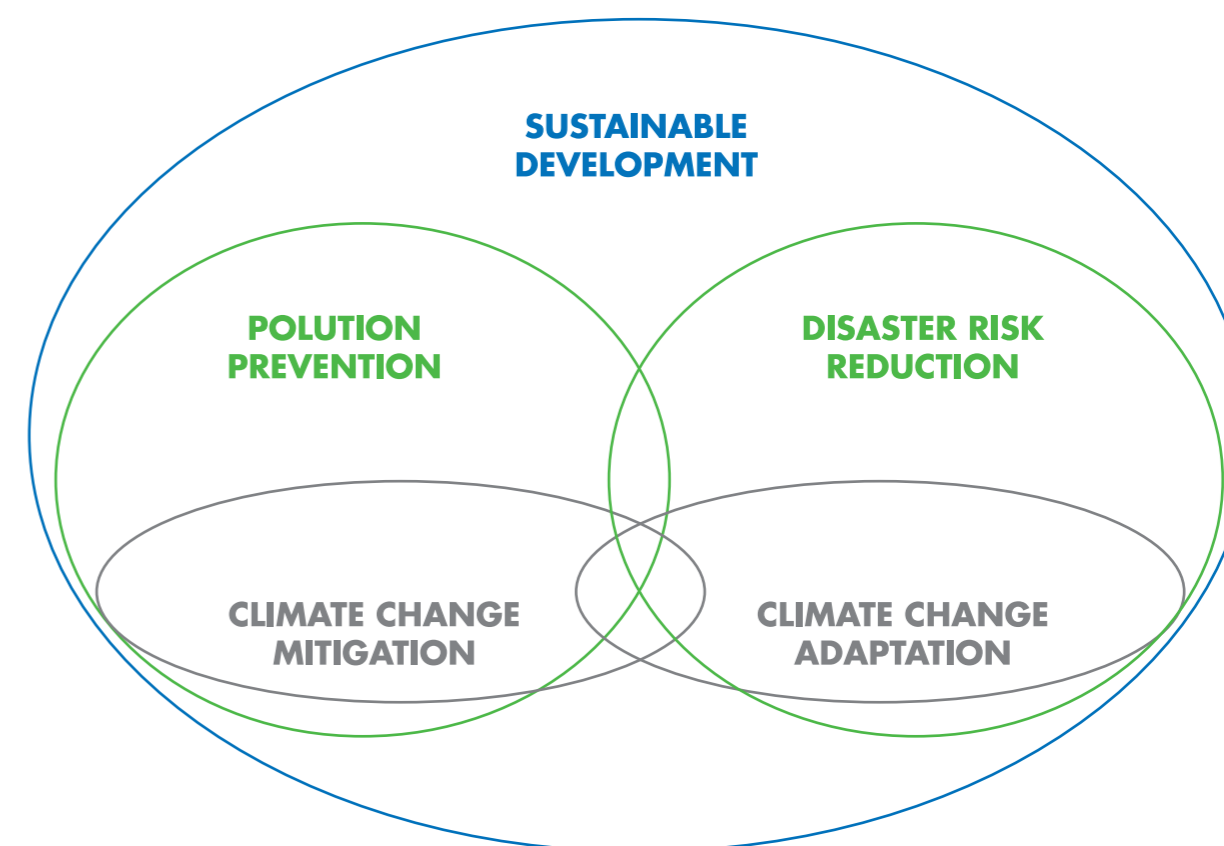 SUSTAINABLE
DEVELOPMENT
POLUTION
PREVENTION
DISASTER RISK
REDUCTION
CLIMATE CHANGE
MITIGATION
CLIMATE CHANGE
ADAPTATION